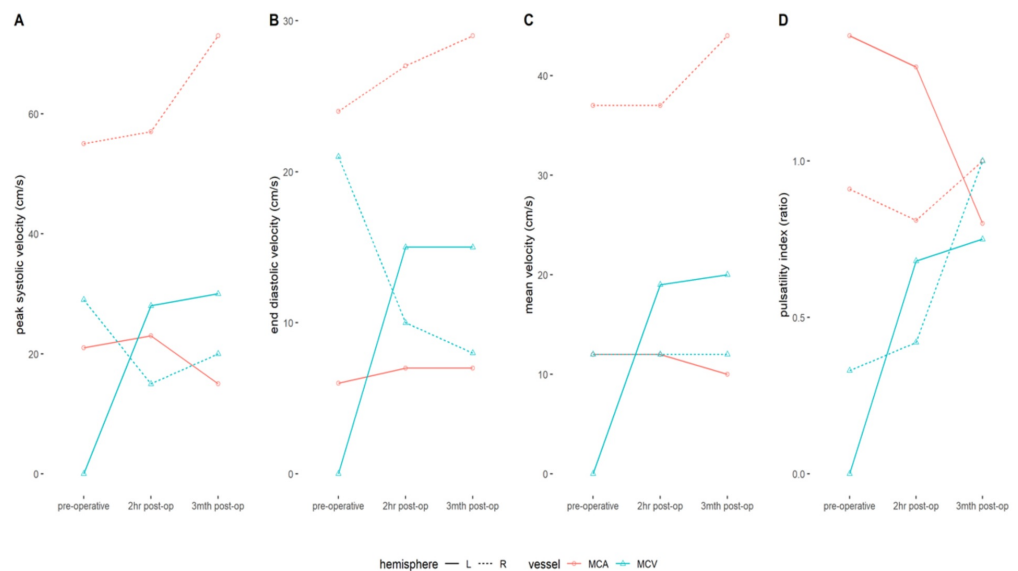 A
B
C
D
peak systolic velocity (cm/s)
60
40
20
0
pre-operative 2hr post-op 3mth post-op
end diastolic velocity (cm/s)
30
20
10
0
pre-operative 2hr post-op 3mth post-op
mean velocity (cm/s)
40
30
20
10
0
pre-operative 2hr post-op 3mth post-op
pulsatility index (ratio)
1.0
0.5
0.0
pre-operative 2hr post-op 3mth post-op
hemisphere L R vessel MCA MCV